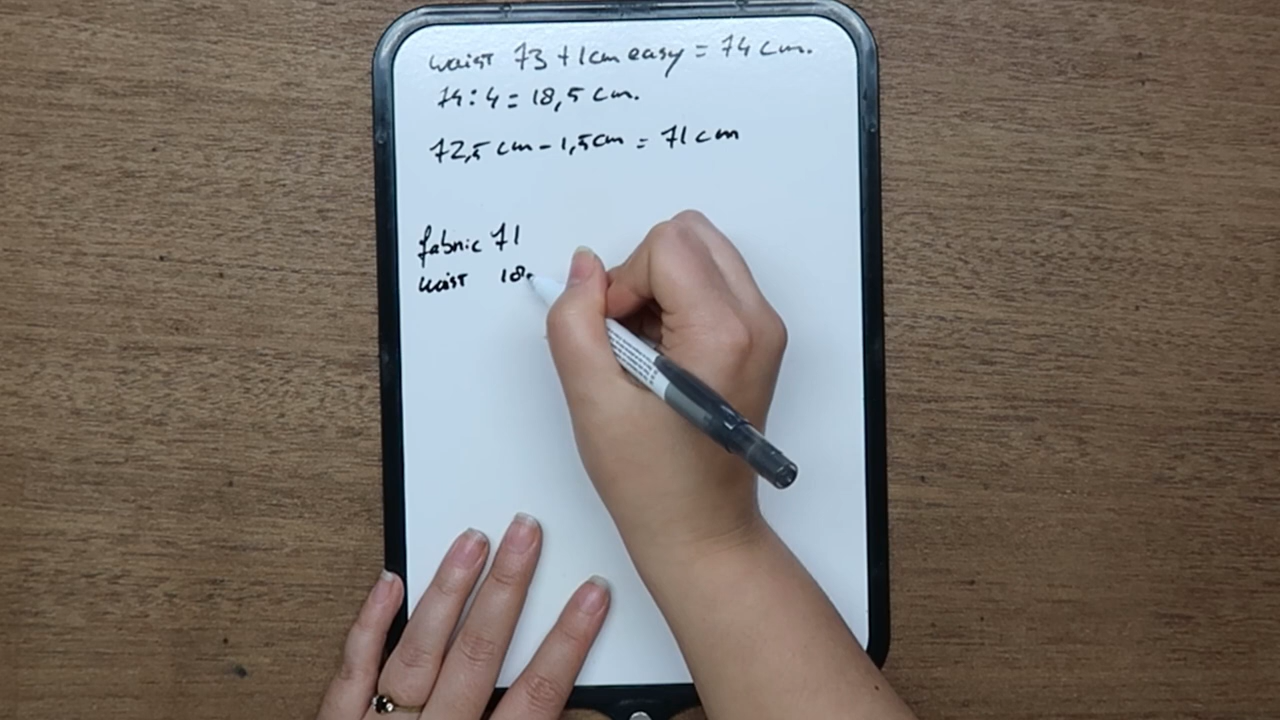 waist 73 + 1cm easy = 74 cm.
74 : 4 = 18,5 cm.
72,5 cm - 1,5cm = 71 cm
fabric 71
waist 18,